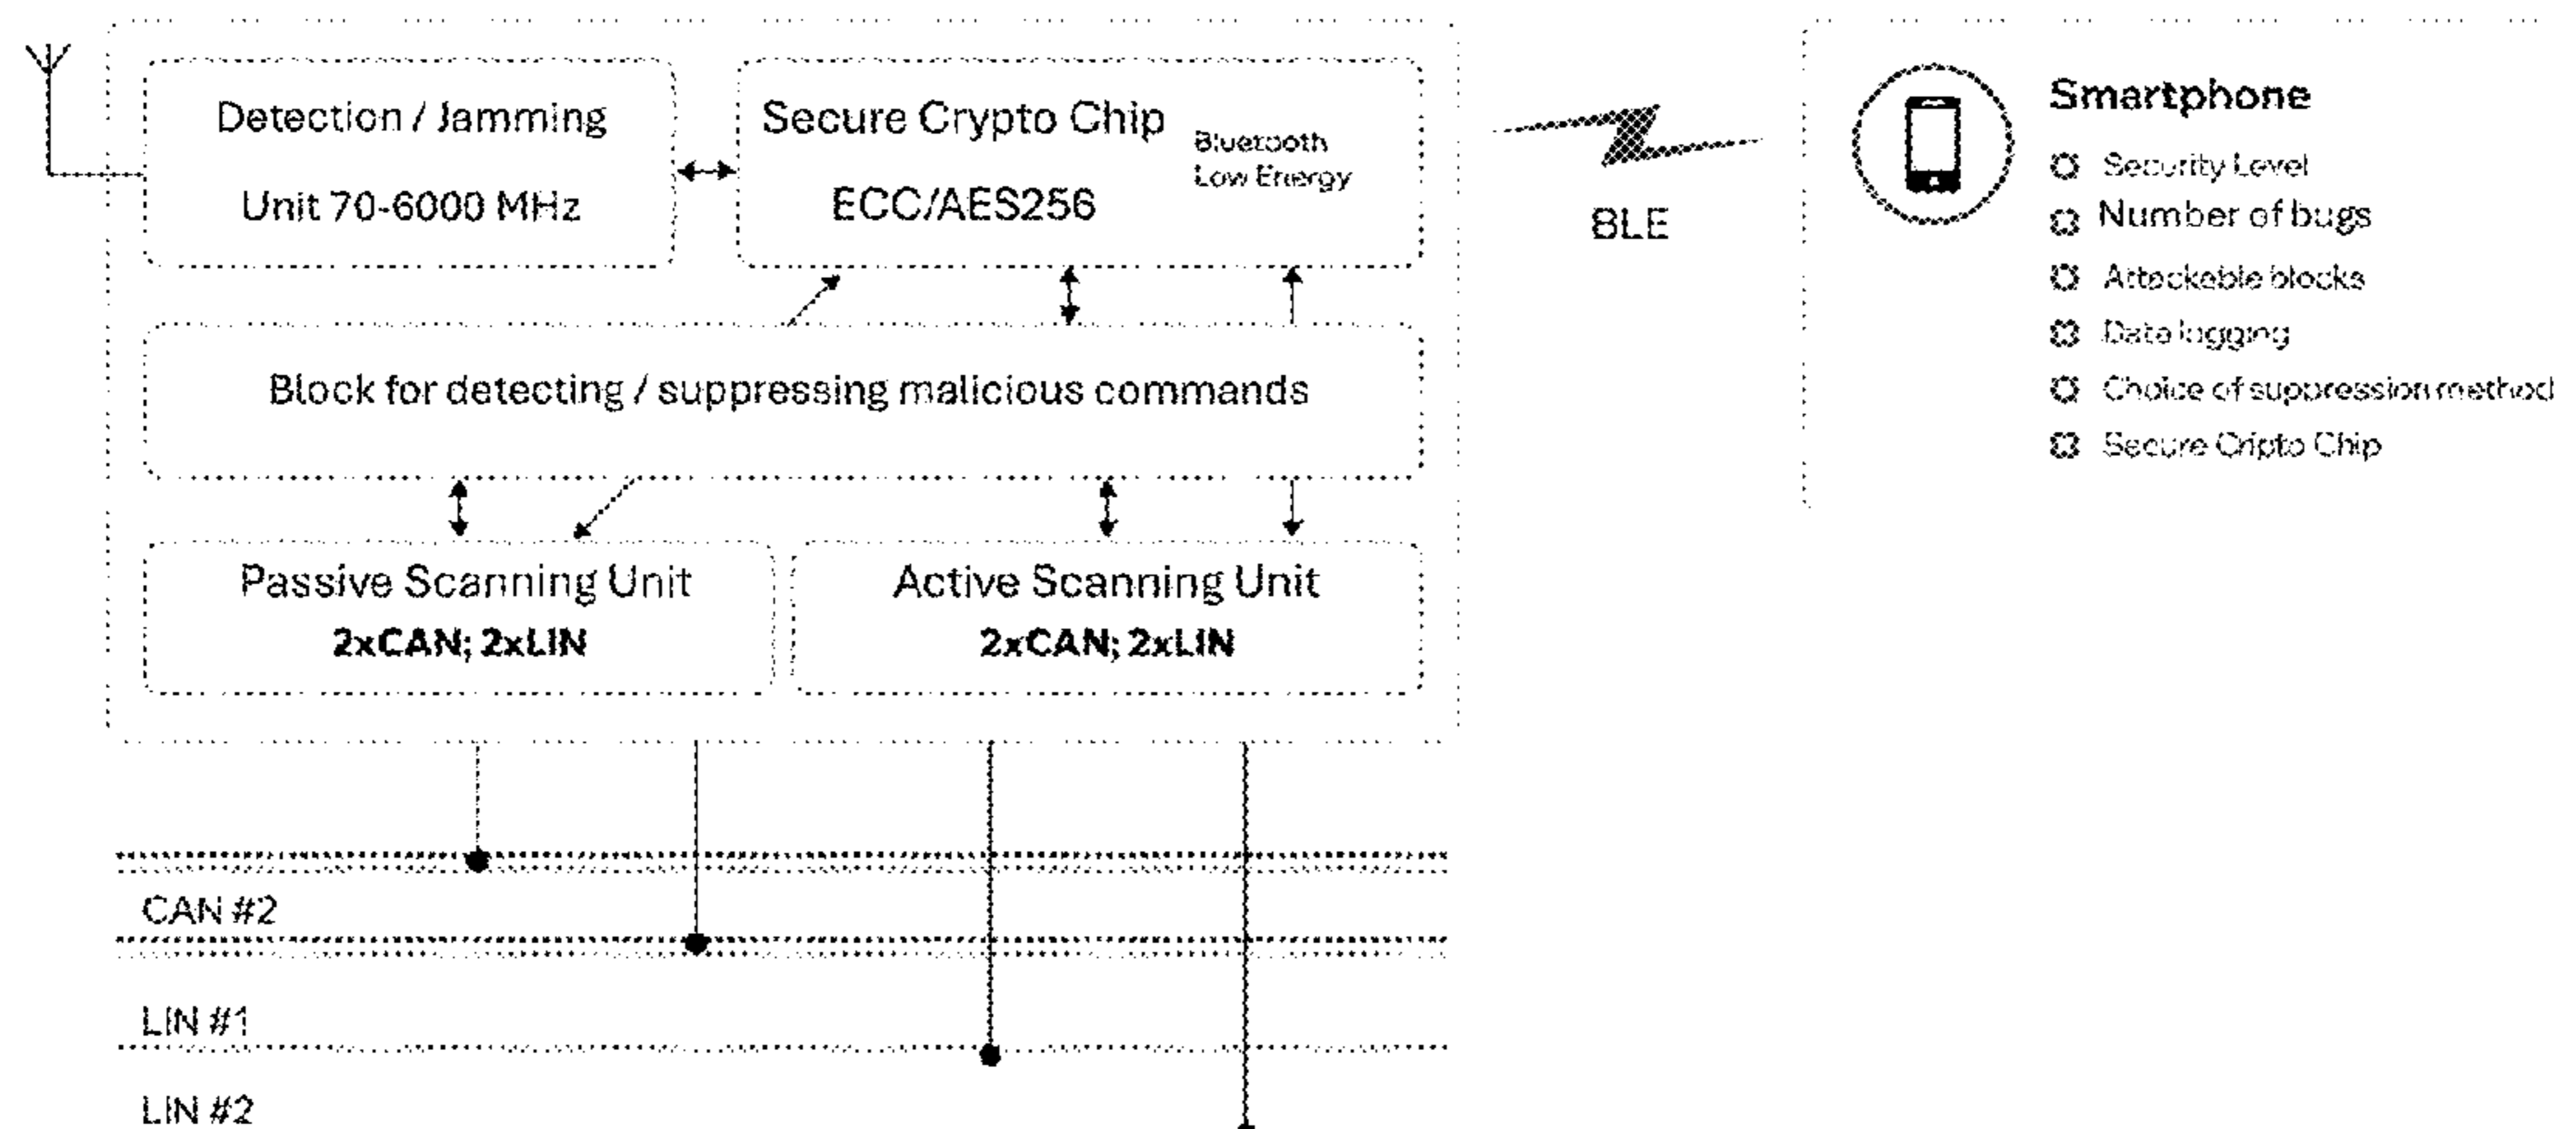 Detection / Jamming
Unit 70-6000 MHz
Secure Crypto Chip
ECC/AES256
Bluetooth
Low Energy
BLE
Smartphone
Security Level
Number of bugs
Attackable blocks
Data logging
Choice of suppression method
Secure Cripto Chip
Block for detecting / suppressing malicious commands
Passive Scanning Unit
2xCAN; 2xLIN
Active Scanning Unit
2xCAN; 2xLIN
CAN #2
LIN #1
LIN #2